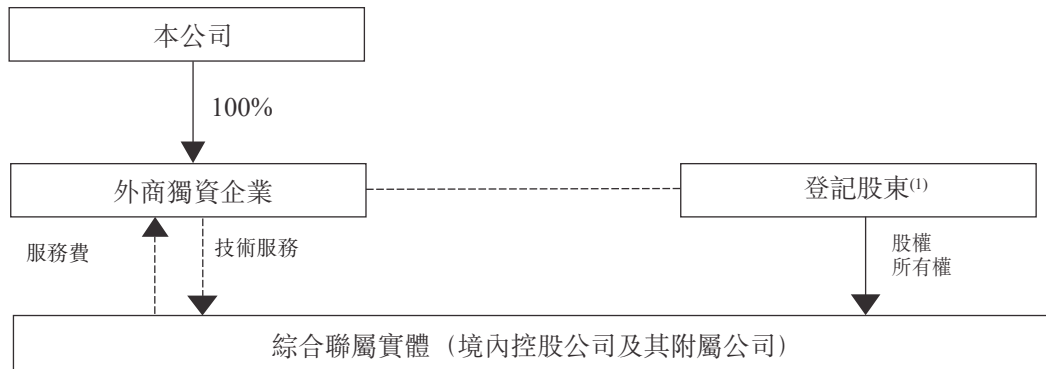 本公司
100%
外商獨資企業
登記股東(1)
服務費
技術服務
股權
所有權
綜合聯屬實體（境內控股公司及其附屬公司）